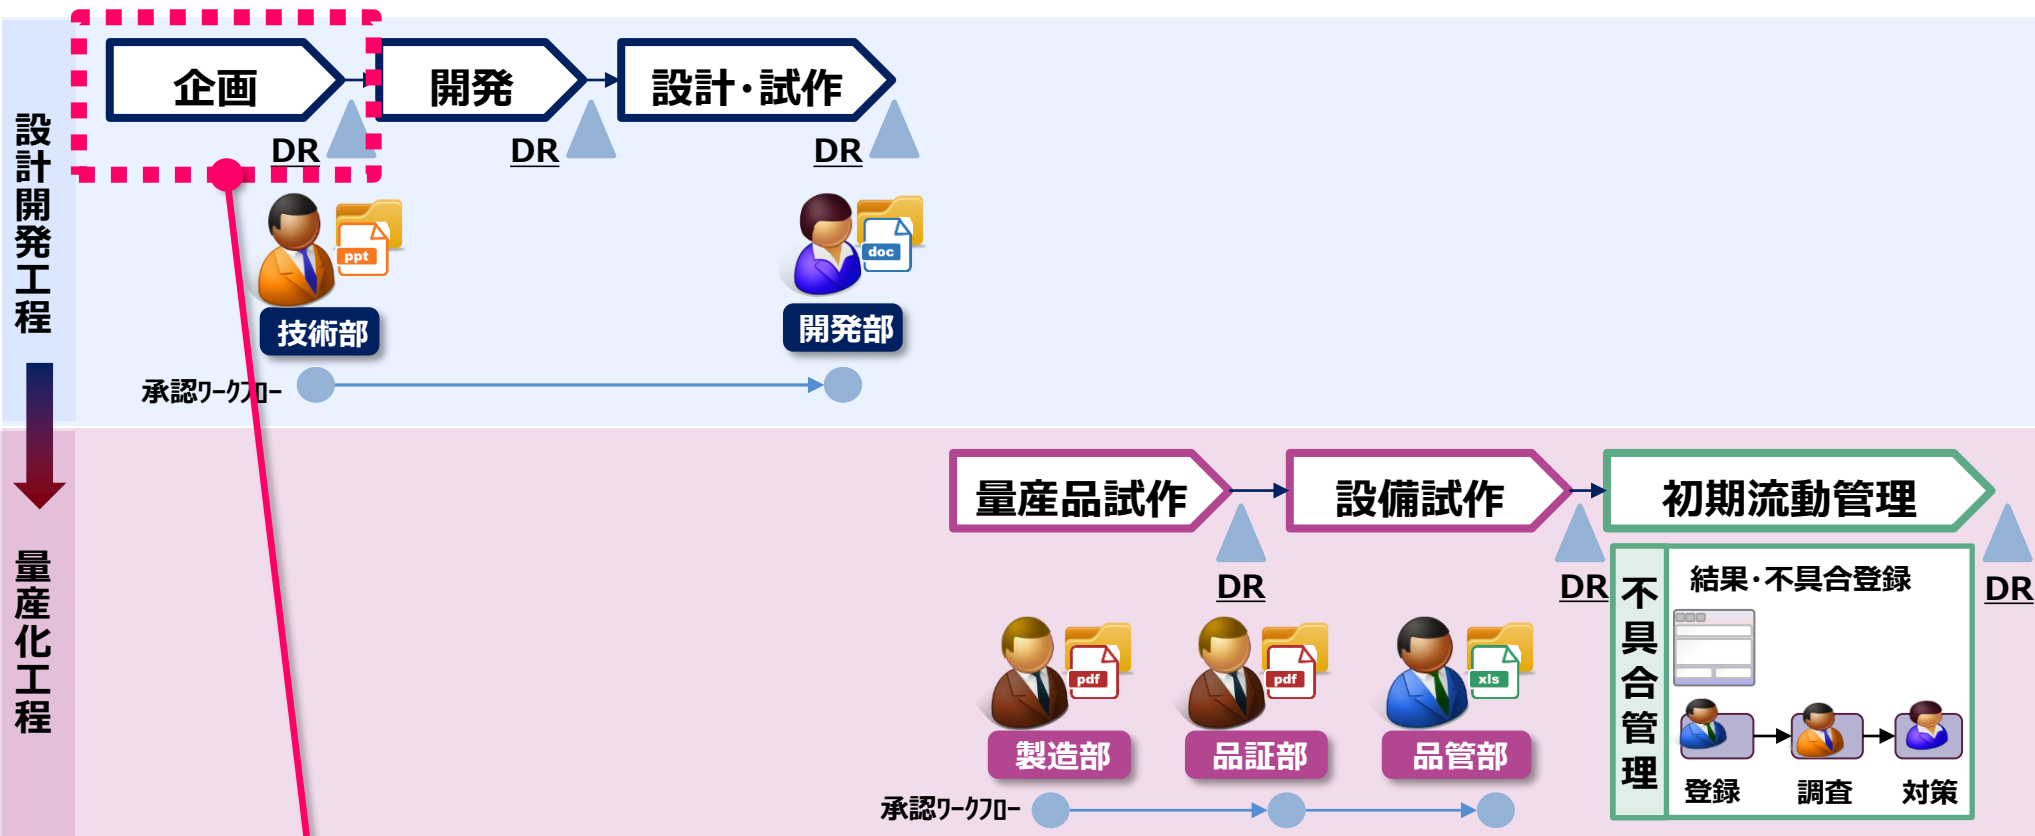 設計開発工程
企画
開発
設計・試作
DR
DR
DR
ppt
doc
技術部
開発部
承認ﾜｰｸﾌﾛｰ
量産化工程
量産品試作
設備試作
初期流動管理
DR
DR
DR
不具合管理
結果・不具合登録
pdf
pdf
xls
製造部
品証部
品管部
登録
調査
対策
承認ﾜｰｸﾌﾛｰ